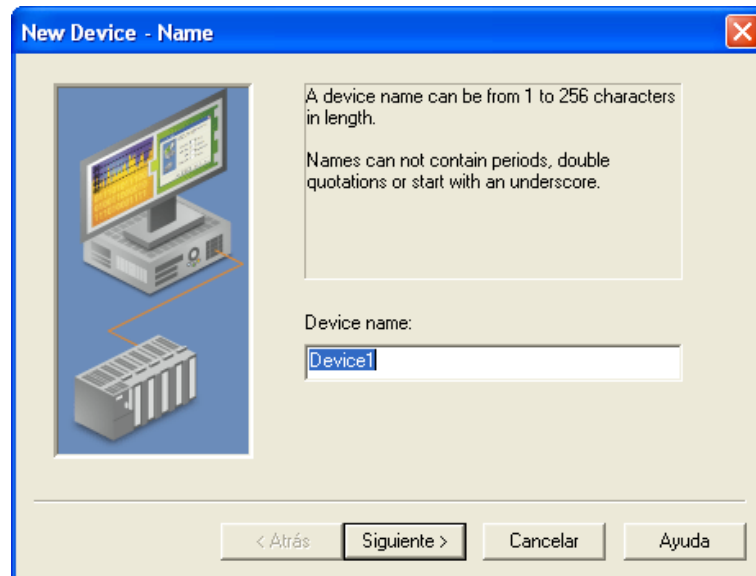 New Device - Name
A device name can be from 1 to 256 characters
in length.
Names can not contain periods, double
quotations or start with an underscore.
Device name:
Device1
< Atrás
Siguiente >
Cancelar
Ayuda